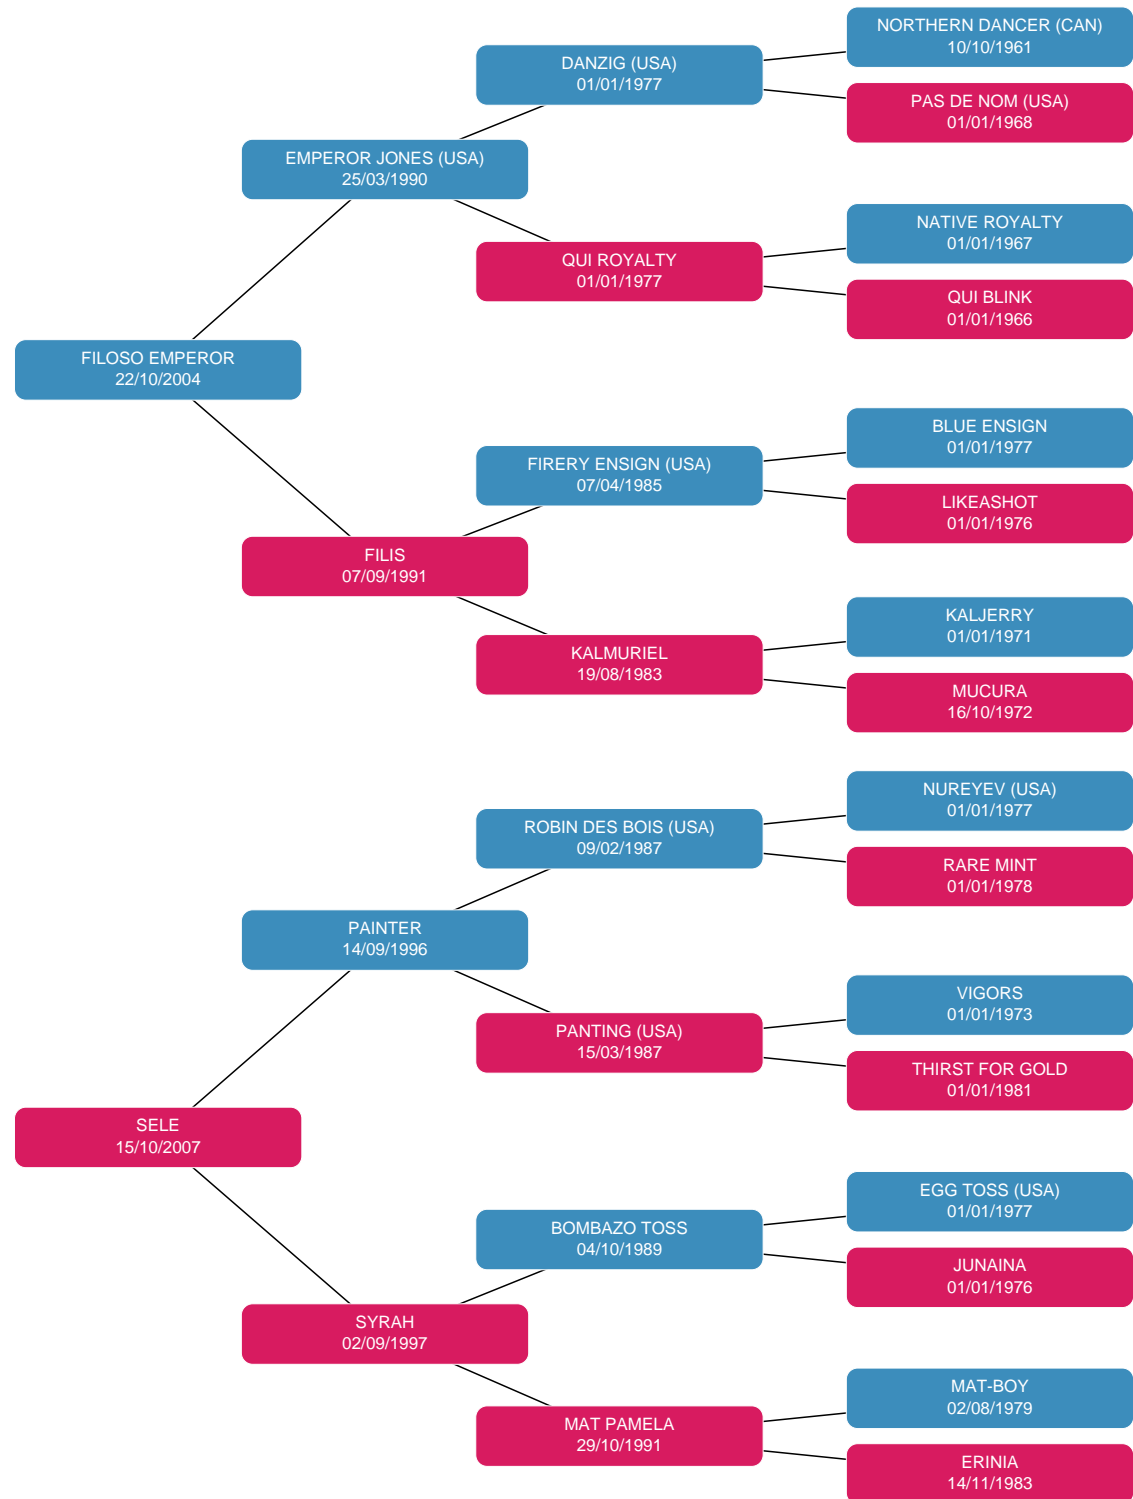 NORTHERN DANCER (CAN)
10/10/1961
DANZIG (USA)
01/01/1977
PAS DE NOM (USA)
01/01/1968
EMPEROR JONES (USA)
25/03/1990
NATIVE ROYALTY
01/01/1967
QUI ROYALTY
01/01/1977
QUI BLINK
01/01/1966
FILOSO EMPEROR
22/10/2004
BLUE ENSIGN
01/01/1977
FIRERY ENSIGN (USA)
07/04/1985
LIKEASHOT
01/01/1976
FILIS
07/09/1991
KALJERRY
01/01/1971
KALMURIEL
19/08/1983
MUCURA
16/10/1972
NUREYEV (USA)
01/01/1977
ROBIN DES BOIS (USA)
09/02/1987
RARE MINT
01/01/1978
PAINTER
14/09/1996
VIGORS
01/01/1973
PANTING (USA)
15/03/1987
THIRST FOR GOLD
01/01/1981
SELE
15/10/2007
EGG TOSS (USA)
01/01/1977
BOMBAZO TOSS
04/10/1989
JUNAINA
01/01/1976
SYRAH
02/09/1997
MAT-BOY
02/08/1979
MAT PAMELA
29/10/1991
ERINIA
14/11/1983